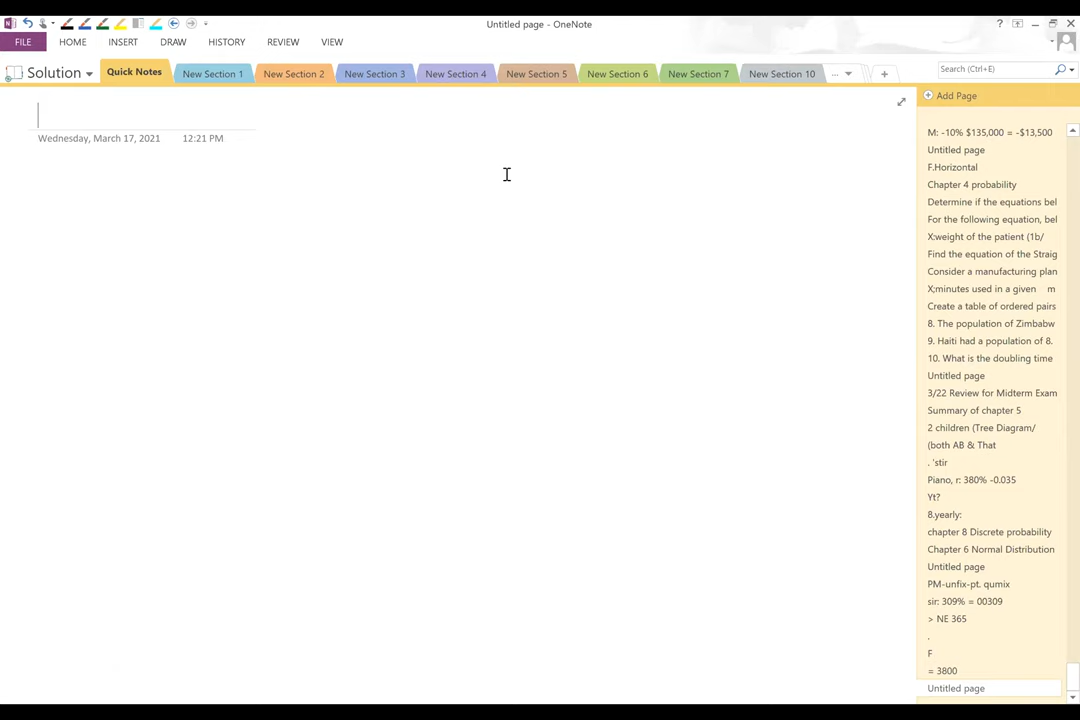 Untitled page - OneNote
?
FILE
HOME
INSERT
DRAW
HISTORY
REVIEW
VIEW
Solution
Quick Notes
New Section 1
New Section 2
New Section 3
New Section 4
New Section 5
New Section 6
New Section 7
New Section 10
...
+
Search (Ctrl+E)
Wednesday, March 17, 2021 12:21 PM
Add Page
M: -10% $135,000 = -$13,500
Untitled page
F.Horizontal
Chapter 4 probability
Determine if the equations bel
For the following equation, bel
X:weight of the patient (1b/
Find the equation of the Straig
Consider a manufacturing plan
X;minutes used in a given m
Create a table of ordered pairs
8. The population of Zimbabw
9. Haiti had a population of 8.
10. What is the doubling time
Untitled page
3/22 Review for Midterm Exam
Summary of chapter 5
2 children (Tree Diagram/
(both AB & That
. 'stir
Piano, r: 380% -0.035
Yt?
8.yearly:
chapter 8 Discrete probability
Chapter 6 Normal Distribution
Untitled page
PM-unfix-pt. qumix
sir: 309% = 00309
> NE 365
.
F
= 3800
Untitled page